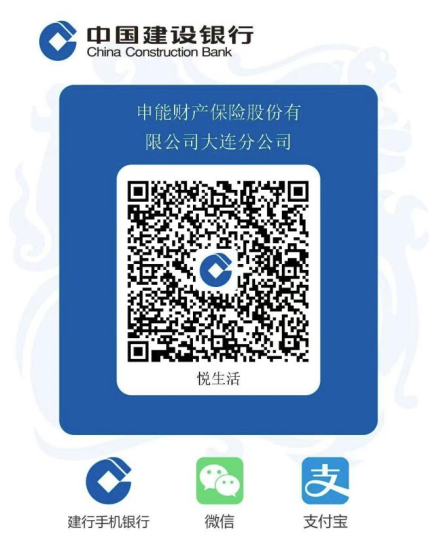 中国建设银行
China Construction Bank
申能财产保险股份有
限公司大连分公司
悦生活
建行手机银行
微信
支付宝
支